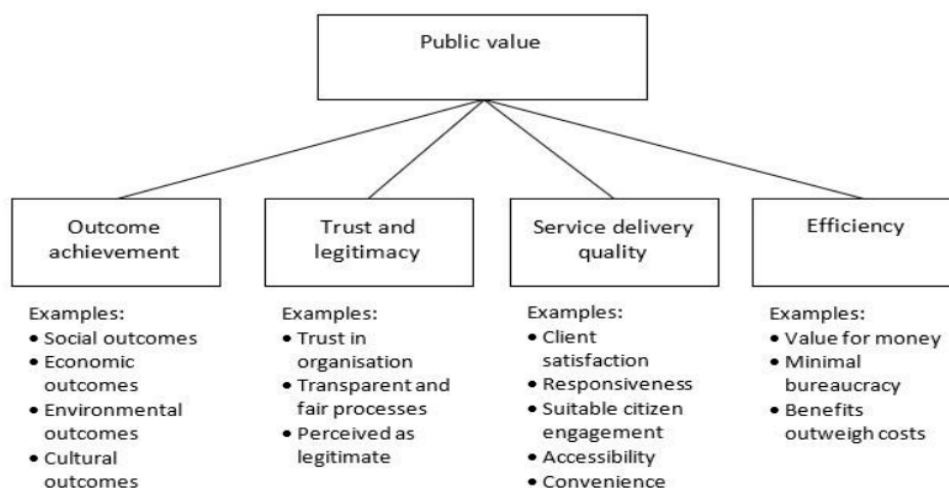 Public value
Outcome
achievement
Trust and
legitimacy
Service delivery
quality
Efficiency
Examples:
• Social outcomes
• Economic
outcomes
• Environmental
outcomes
• Cultural
outcomes
Examples:
• Trust in
organisation
• Transparent and
fair processes
• Perceived as
legitimate
Examples:
• Client
satisfaction
• Responsiveness
• Suitable citizen
engagement
• Accessibility
• Convenience
Examples:
• Value for money
• Minimal
bureaucracy
• Benefits
outweigh costs